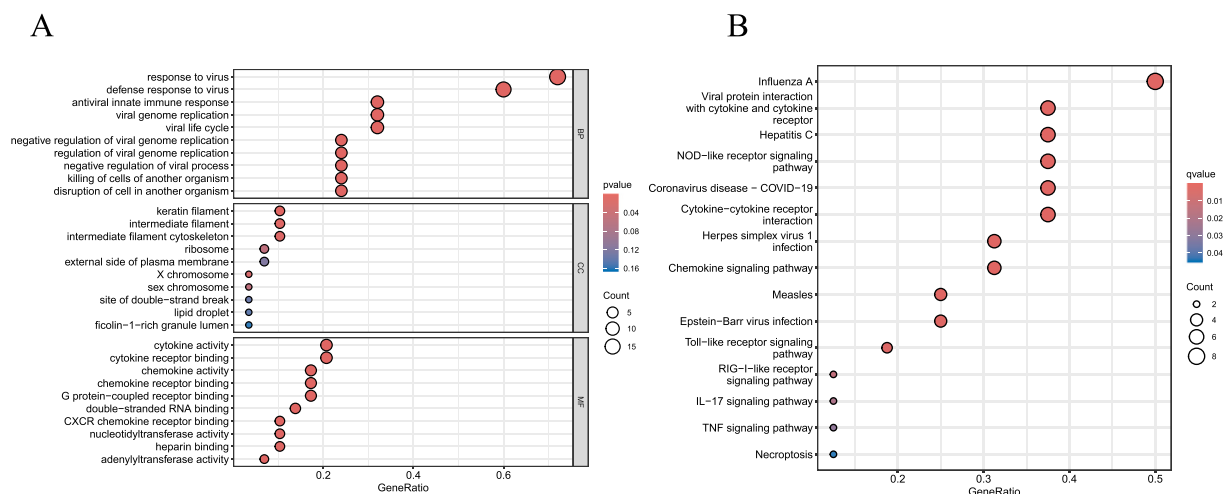 A
response to virus
defense response to virus
antiviral innate immune response
viral genome replication
viral life cycle
negative regulation of viral genome replication
regulation of viral genome replication
negative regulation of viral process
killing of cells of another organism
disruption of cell in another organism
BP
keratin filament
intermediate filament
intermediate filament cytoskeleton
ribosome
external side of plasma membrane
X chromosome
sex chromosome
site of double−strand break
lipid droplet
ficolin−1−rich granule lumen
CC
cytokine activity
cytokine receptor binding
chemokine activity
chemokine receptor binding
G protein−coupled receptor binding
double−stranded RNA binding
CXCR chemokine receptor binding
nucleotidyltransferase activity
heparin binding
adenylyltransferase activity
MF
0.2 0.4 0.6
GeneRatio
pvalue
0.04
0.08
0.12
0.16
Count
5
10
15
B
Influenza A
Viral protein interaction
with cytokine and cytokine
receptor
Hepatitis C
NOD−like receptor signaling
pathway
Coronavirus disease − COVID−19
Cytokine−cytokine receptor
interaction
Herpes simplex virus 1
infection
Chemokine signaling pathway
Measles
Epstein−Barr virus infection
Toll−like receptor signaling
pathway
RIG−I−like receptor
signaling pathway
IL−17 signaling pathway
TNF signaling pathway
Necroptosis
0.2 0.3 0.4 0.5
GeneRatio
qvalue
0.01
0.02
0.03
0.04
Count
2
4
6
8